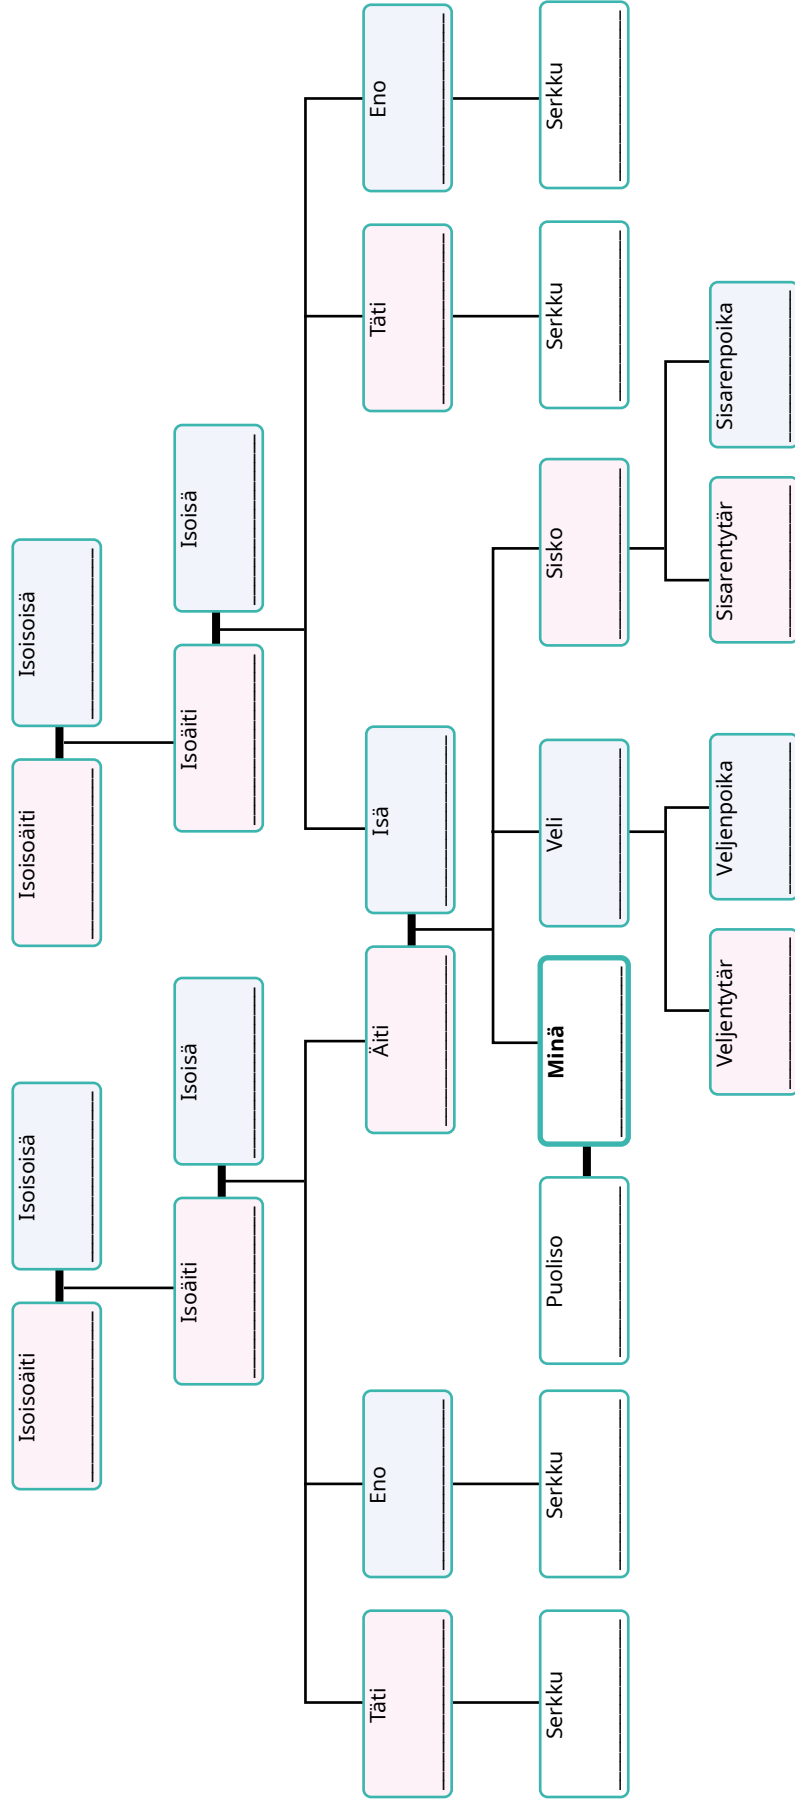 Isoisoäiti
Isoisoisä
Isoisoäiti
Isoisoisä
Isoäiti
Isoisä
Isoäiti
Isoisä
Täti
Eno
Äiti
Isä
Täti
Eno
Serkku
Serkku
Puoliso
Minä
Veli
Sisko
Serkku
Serkku
Veljentytär
Veljenpoika
Sisarentytär
Sisarenpoika